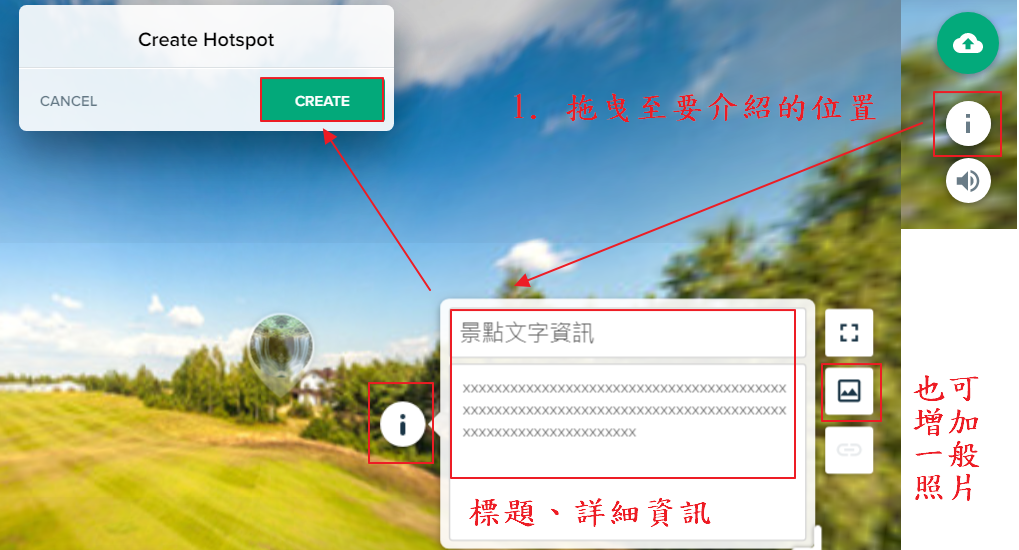 Create Hotspot
CANCEL
CREATE
1. 拖曳至要介紹的位置
景點文字資訊
xxxxxxxxxxxxxxxxxxxxxxxxxxxxxxxxxxxxxxxxxx
xxxxxxxxxxxxxxxxxxxxxxxxxxxxxxxxxxxxxxxxxx
xxxxxxxxxxxxxxxxxxxxxx
標題、詳細資訊
也可
增加
一般
照片